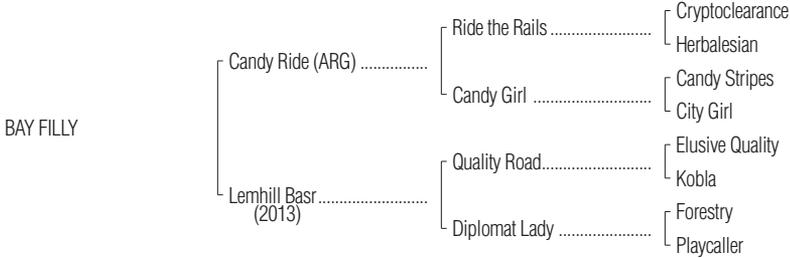 Cryptoclearance
Ride the Rails
Herbalesian
Candy Ride (ARG)
Candy Stripes
Candy Girl
City Girl
BAY FILLY
Elusive Quality
Quality Road
Kobla
Lemhill Basr
(2013)
Forestry
Diplomat Lady
Playcaller